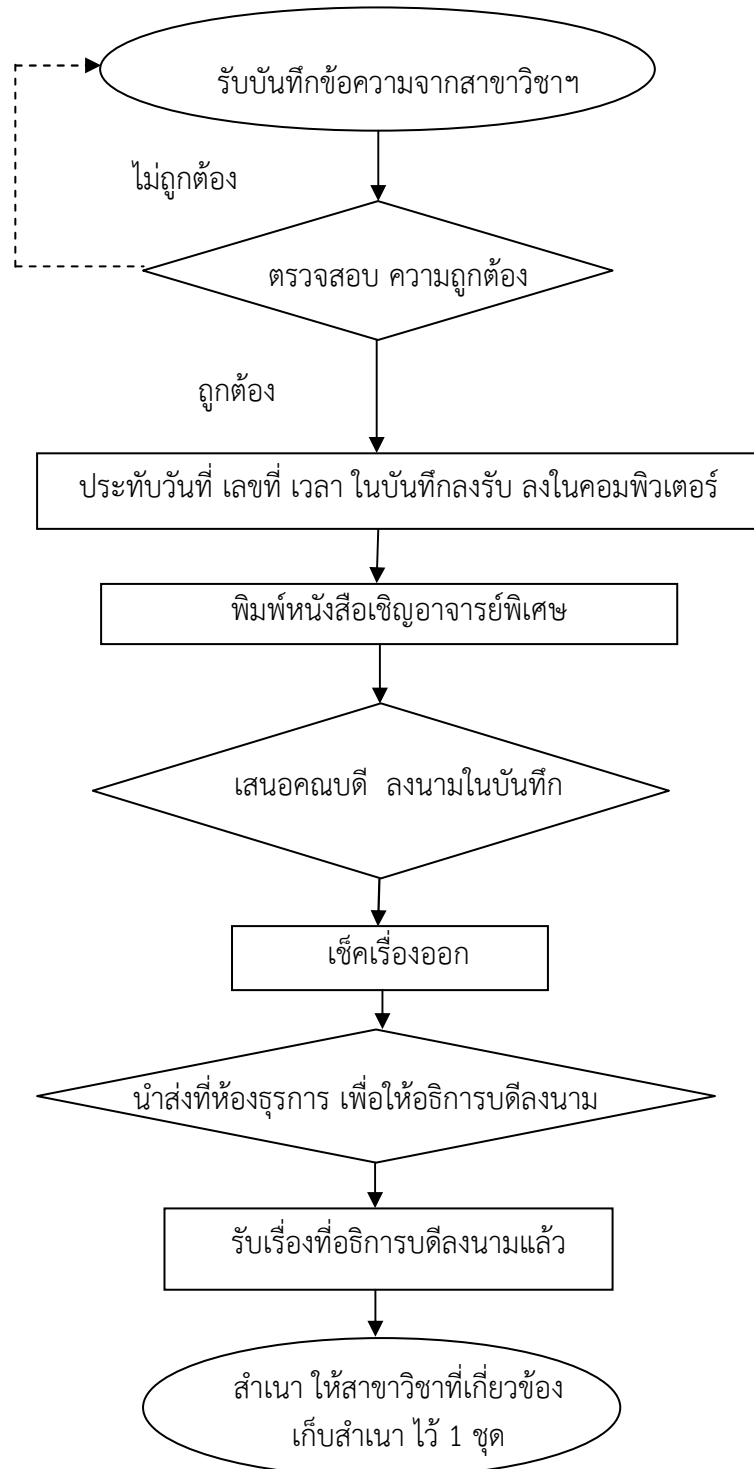 รับบันทึกข้อความจากสาขาวิชาฯ
ไม่ถูกต้อง
ตรวจสอบ ความถูกต้อง
ถูกต้อง
ประทับวันที่ เลขที่ เวลา ในบันทึกลงรับ ลงในคอมพิวเตอร์
พิมพ์หนังสือเชิญอาจารย์พิเศษ
เสนอคณบดี ลงนามในบันทึก
เช็คเรื่องออก
นำส่งที่ห้องธุรการ เพื่อให้อธิการบดีลงนาม
รับเรื่องที่อธิการบดีลงนามแล้ว
สำเนา ให้สาขาวิชาที่เกี่ยวข้อง
เก็บสำเนา ไว้ 1 ชุด